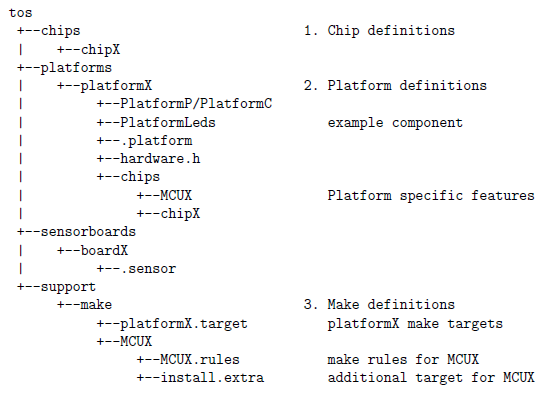 tos
 +--chips                            1. Chip definitions
 |    +--chipX
 +--platforms
 |    +--platformX                   2. Platform definitions
 |         +--PlatformP/PlatformC
 |         +--PlatformLeds              example component
 |         +--.platform
 |         +--hardware.h
 |         +--chips
 |              +--MCUX                 Platform specific features
 |              +--chipX
 +--sensorboards
 |    +--boardX
 |         +--.sensor
 +--support
      +--make                        3. Make definitions
           +--platformX.target          platformX make targets
           +--MCUX
                +--MCUX.rules           make rules for MCUX
                +--install.extra        additional target for MCUX